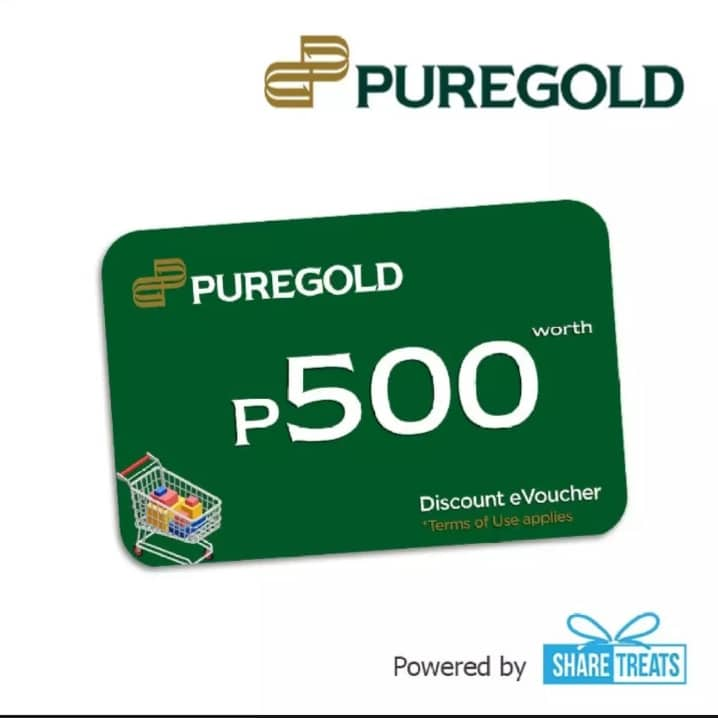 PUREGOLD
PUREGOLD
worth
P500
Discount eVoucher
*Terms of Use applies
Powered by SHARE TREATS